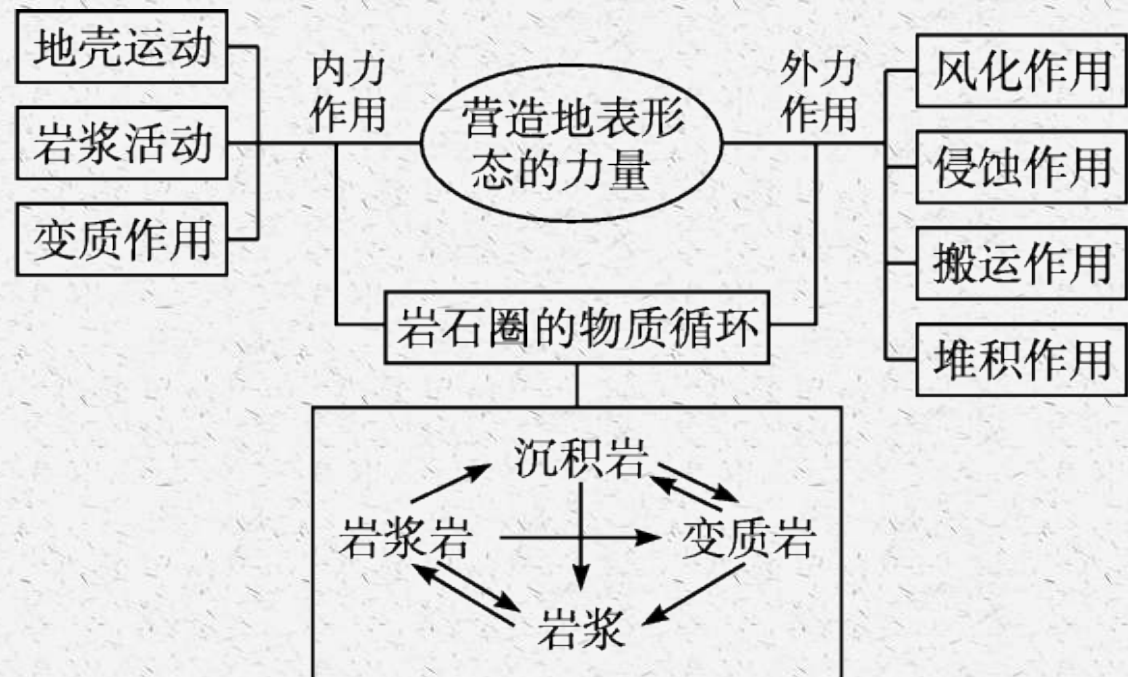 地壳运动
岩浆活动
变质作用
内力
作用
营造地表形
态的力量
外力
作用
风化作用
侵蚀作用
搬运作用
堆积作用
岩石圈的物质循环
沉积岩
岩浆岩
变质岩
岩浆